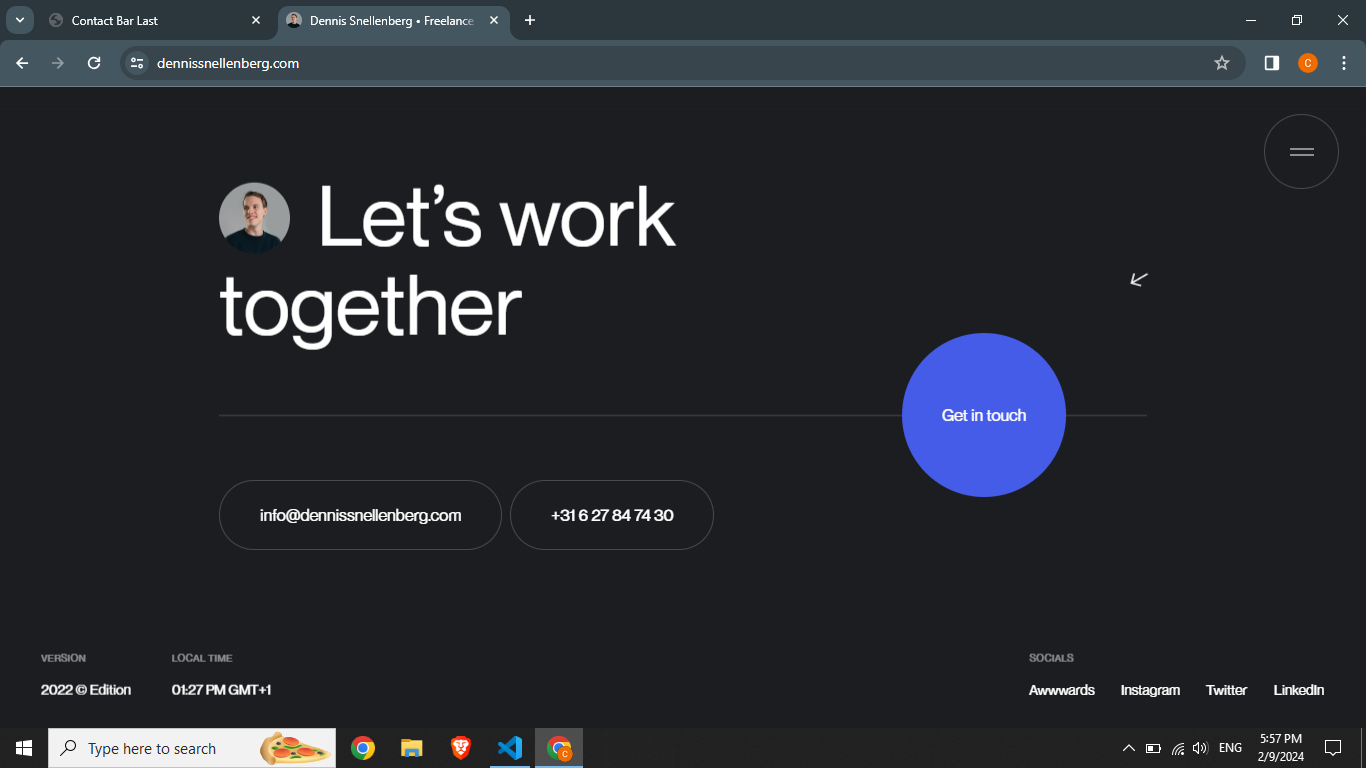 Contact Bar Last
Dennis Snellenberg • Freelance
dennissnellenberg.com
C
Let’s work
together
Get in touch
info@dennissnellenberg.com
+31 6 27 84 74 30
VERSION
LOCAL TIME
SOCIALS
2022 © Edition
01:27 PM GMT+1
Awwwards
Instagram
Twitter
LinkedIn
Type here to search
C
ENG
5:57 PM
2/9/2024